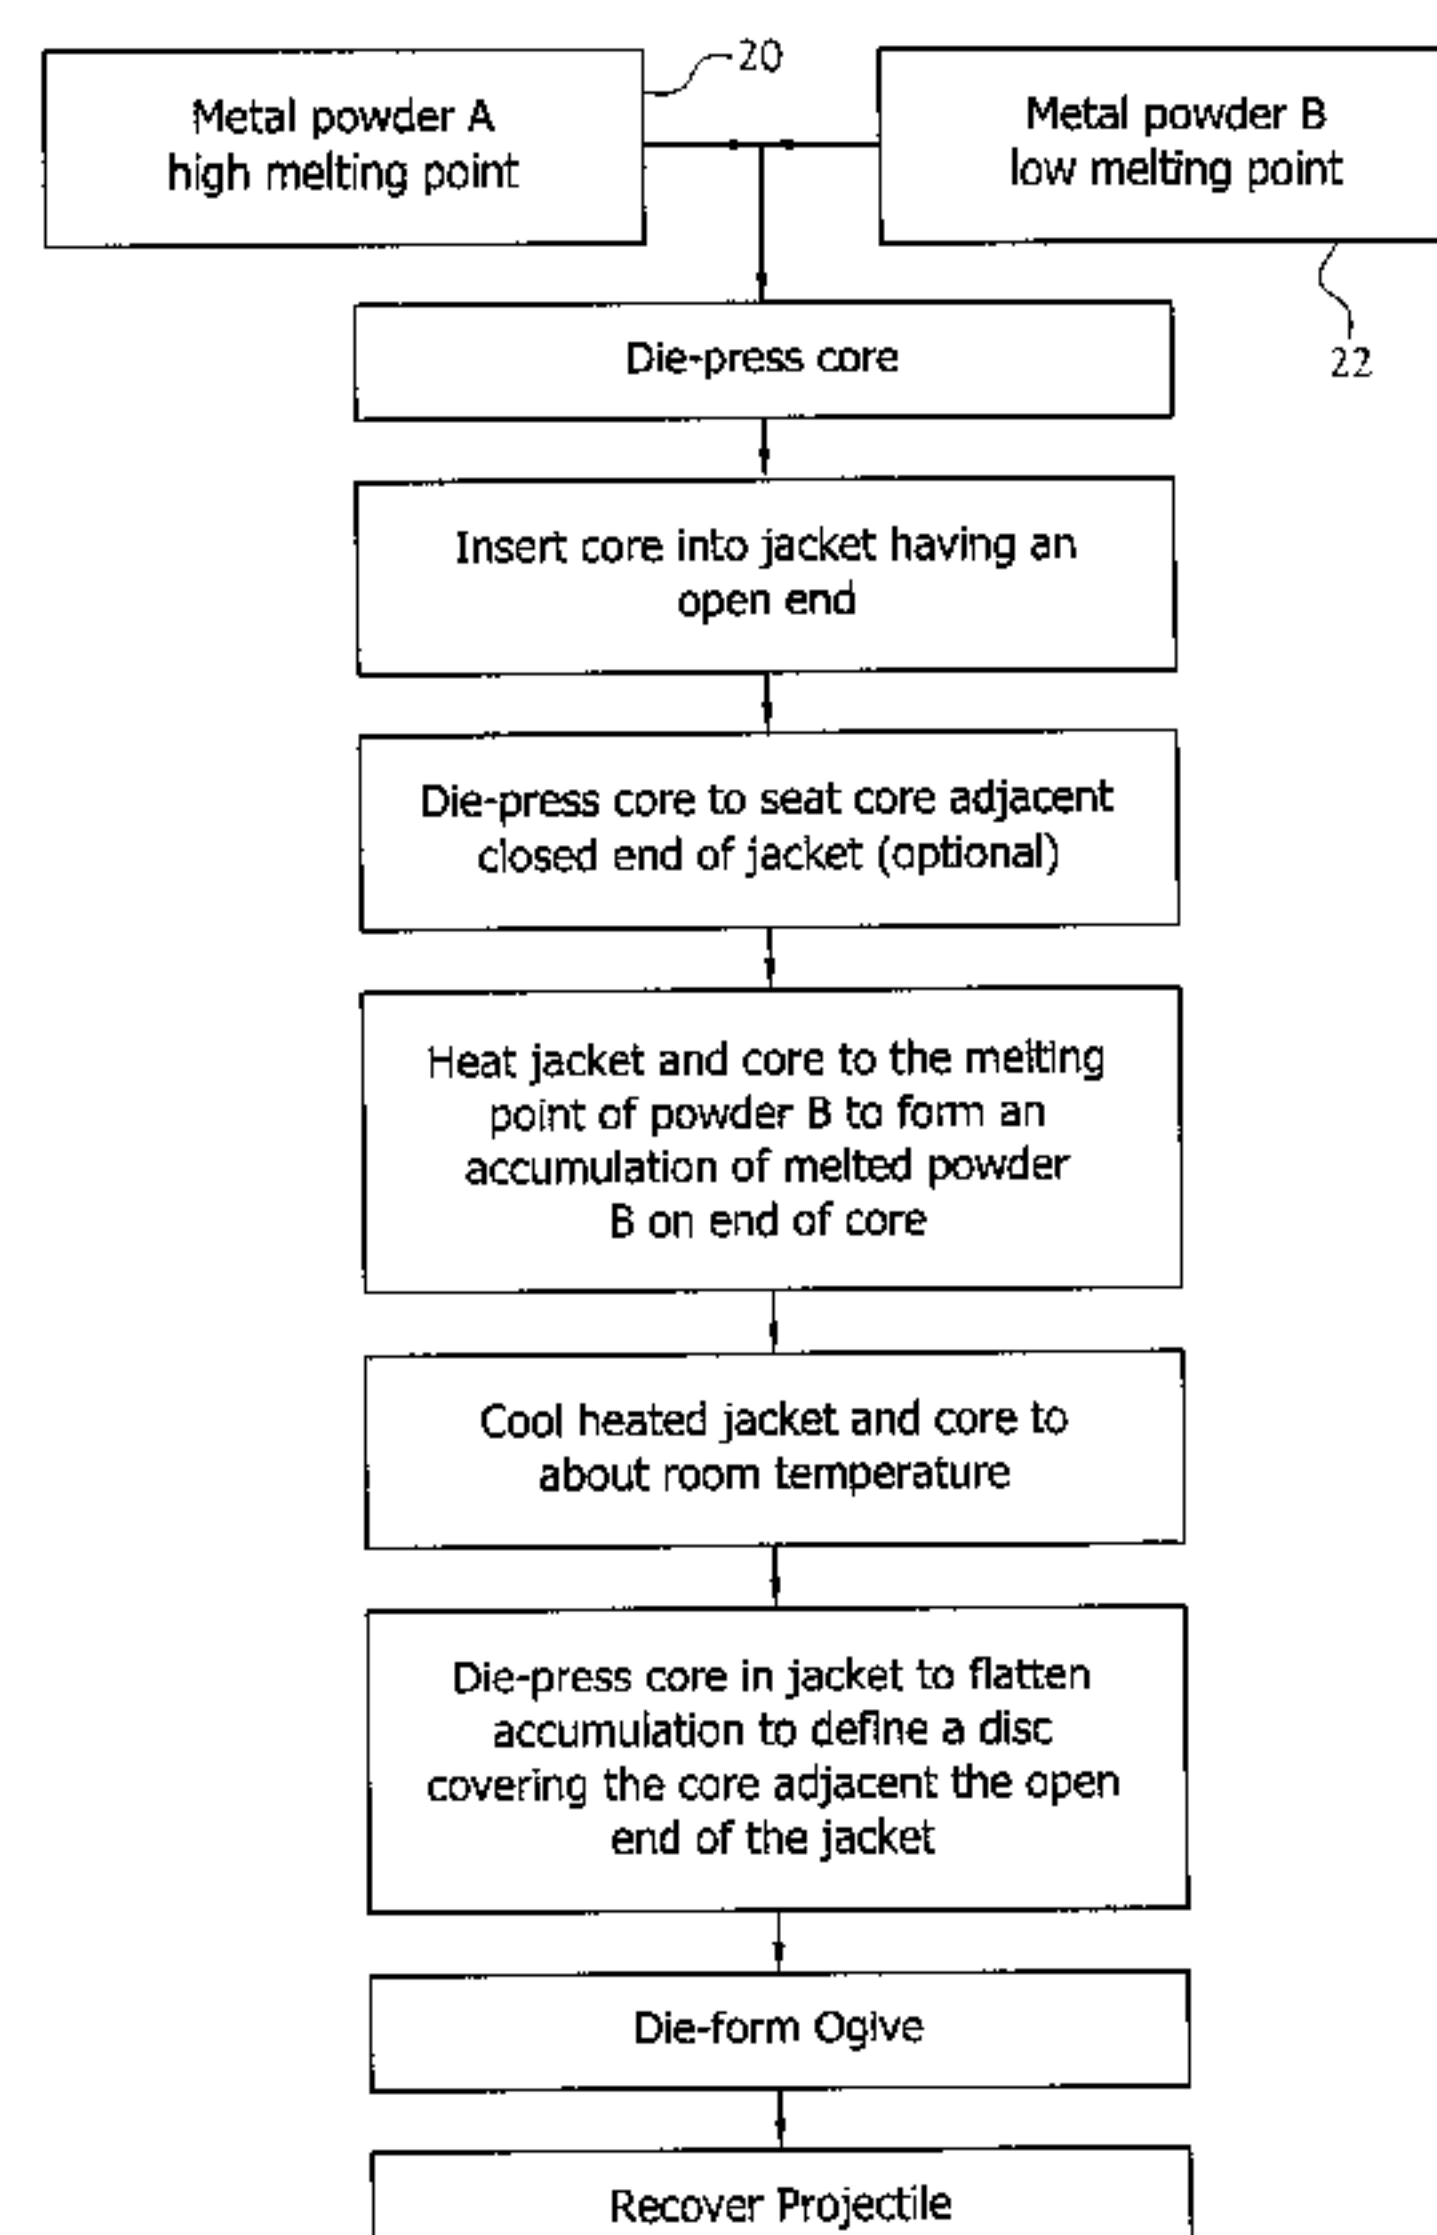 20
Metal powder A
high melting point
Metal powder B
low melting point
22
Die-press core
Insert core into jacket having an
open end
Die-press core to seat core adjacent
closed end of jacket (optional)
Heat jacket and core to the melting
point of powder B to form an
accumulation of melted powder
B on end of core
Cool heated jacket and core to
about room temperature
Die-press core in jacket to flatten
accumulation to define a disc
covering the core adjacent the open
end of the jacket
Die-form Ogive
Recover Projectile